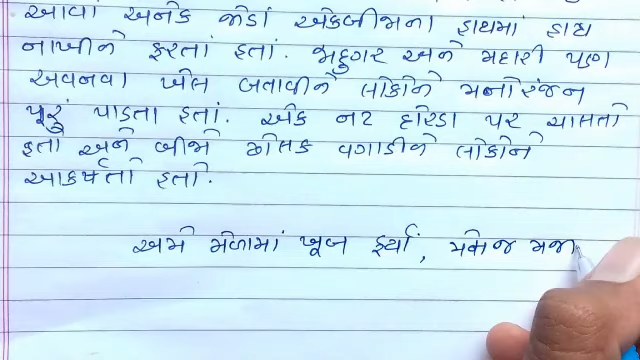 આવાં અનેક જોડાં એકબીજાના હાથમાં હાથ
નાખીને ફરતાં હતાં. જાદુગર અને મદારી પણ
અવનવા ખેલ બતાવીને લોકોને મનોરંજન
પૂરું પાડતા હતાં. એક નટ દોરડા પર ચાલતો
હતો અને બીજો ઢોલક વગાડીને લોકોને
આકર્ષતો હતો.
અમે મેળામાં ખૂબ ફર્યાં, મજા